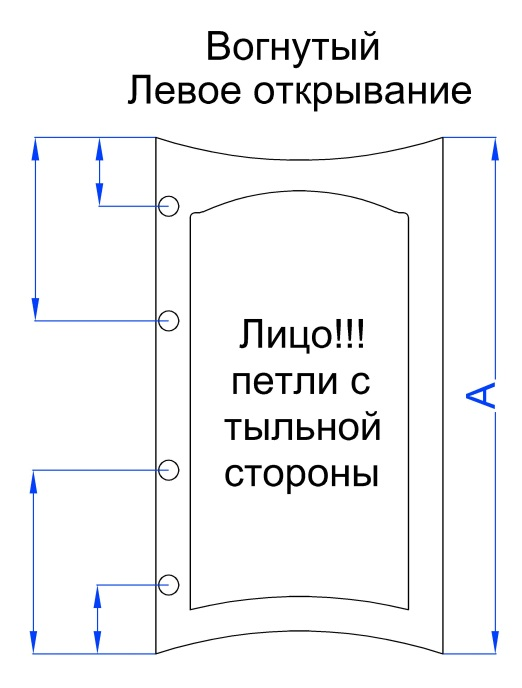 Вогнутый
Левое открывание
Лицо!!!
петли с
тыльной
стороны
А